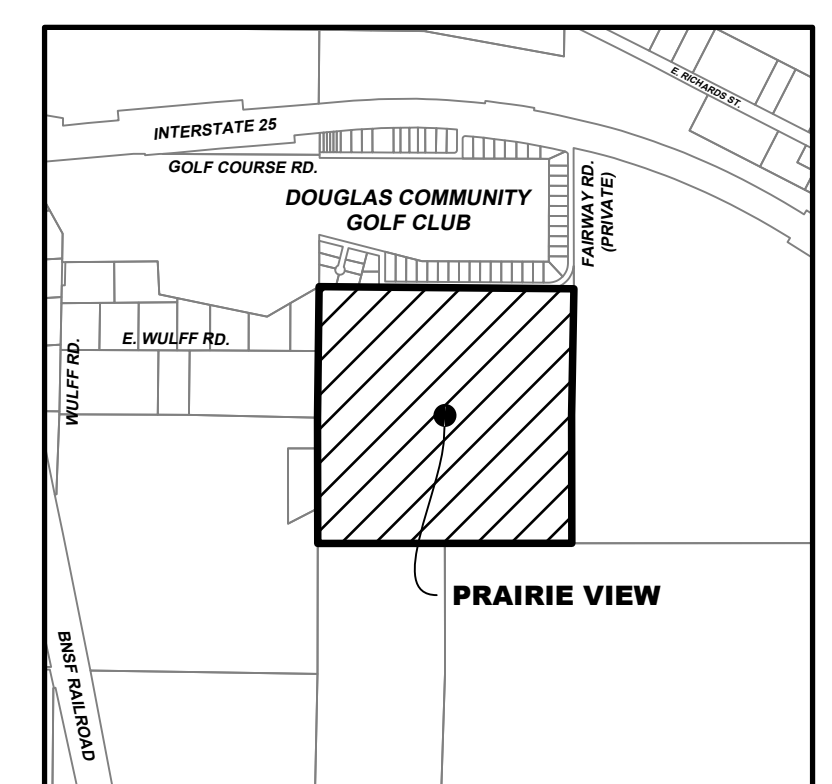 E. RICHARDS ST.
INTERSTATE 25
GOLF COURSE RD.
DOUGLAS COMMUNITY
GOLF CLUB
FAIRWAY RD.
(PRIVATE)
E. WULFF RD.
WULFF RD.
PRAIRIE VIEW
BNSF RAILROAD